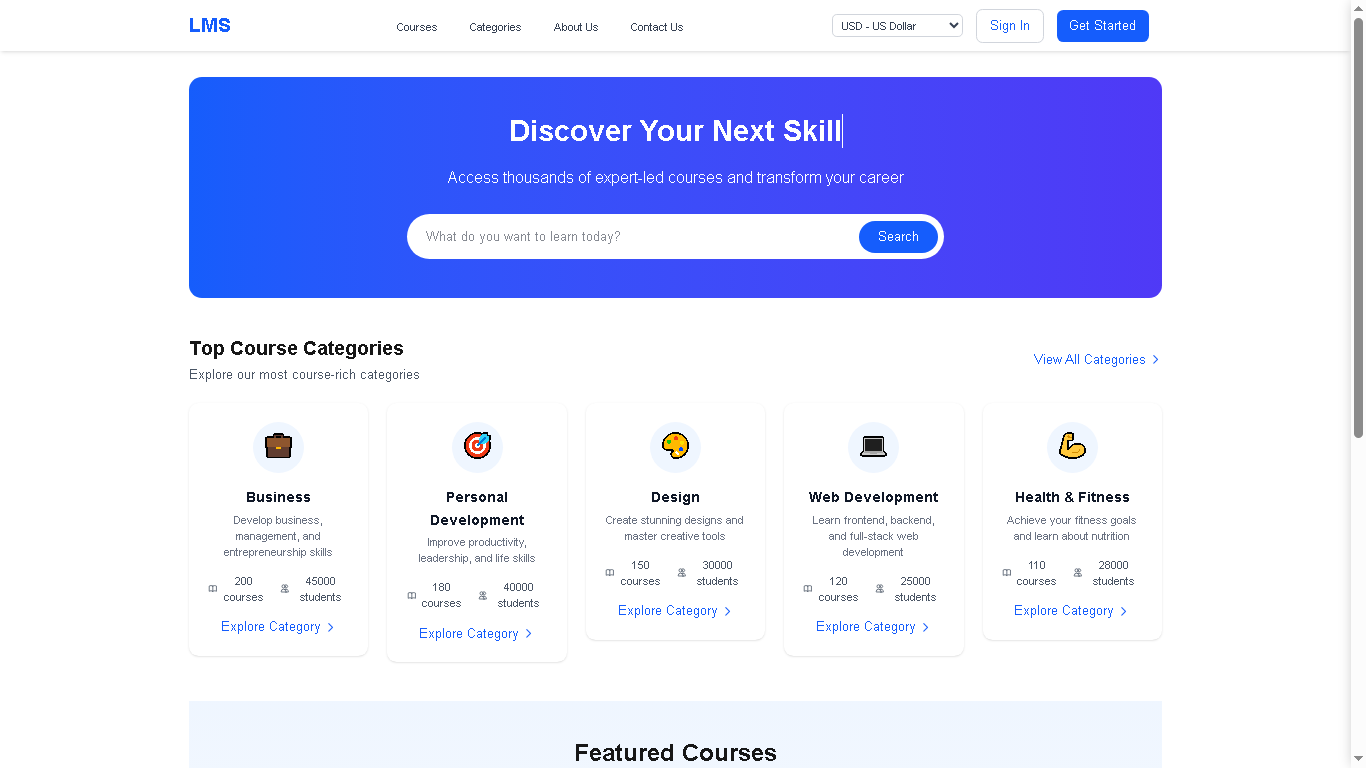 LMS
Courses
Categories
About Us
Contact Us
USD - US Dollar
Sign In
Get Started
Discover Your Next Skill
Access thousands of expert-led courses and transform your career
What do you want to learn today?
Search
Top Course Categories
Explore our most course-rich categories
View All Categories
Business
Develop business,
management, and
entrepreneurship skills
200
courses
45000
students
Explore Category
Personal
Development
Improve productivity,
leadership, and life skills
180
courses
40000
students
Explore Category
Design
Create stunning designs and
master creative tools
150
courses
30000
students
Explore Category
Web Development
Learn frontend, backend,
and full-stack web
development
120
courses
25000
students
Explore Category
Health & Fitness
Achieve your fitness goals
and learn about nutrition
110
courses
28000
students
Explore Category
Featured Courses